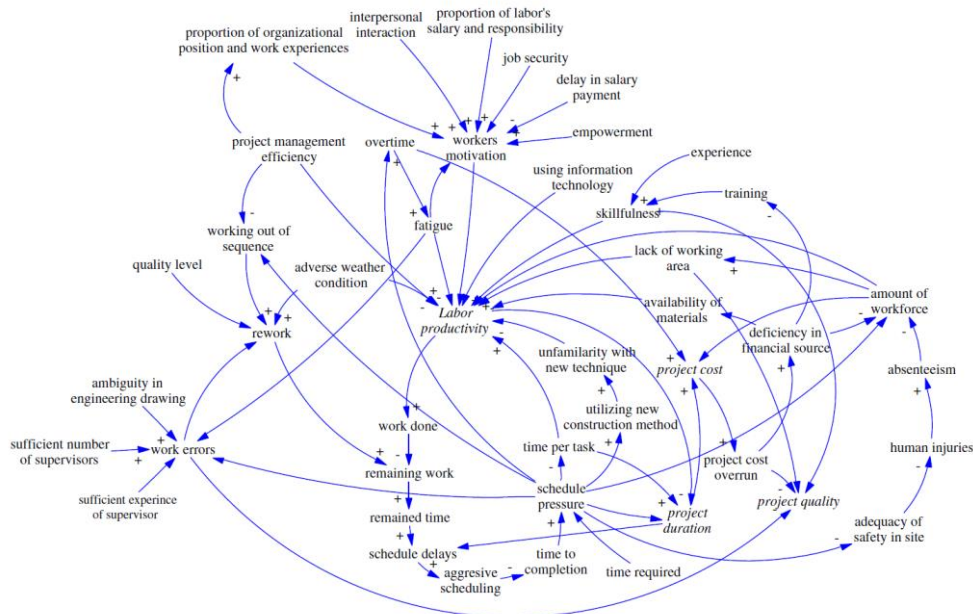 proportion of labor's
salary and responsibility
interpersonal
interaction
proportion of organizational
position and work experiences
job security
delay in salary
payment
empowerment
workers
motivation
overtime
project management
efficiency
experience
using information
technology
training
skillfulness
fatigue
working out of
sequence
lack of working
area
quality level
adverse weather
condition
availability of
materials
amount of
workforce
Labor
productivity
deficiency in
financial source
rework
unfamilarity with
new technique
project cost
absenteeism
ambiguity in
engineering drawing
utilizing new
construction method
work done
sufficient number
of supervisors
work errors
time per task
project cost
overrun
human injuries
remaining work
sufficient experince
of supervisor
schedule
pressure
project quality
remained time
project
duration
adequacy of
safety in site
schedule delays
time to
completion
time required
aggresive
scheduling